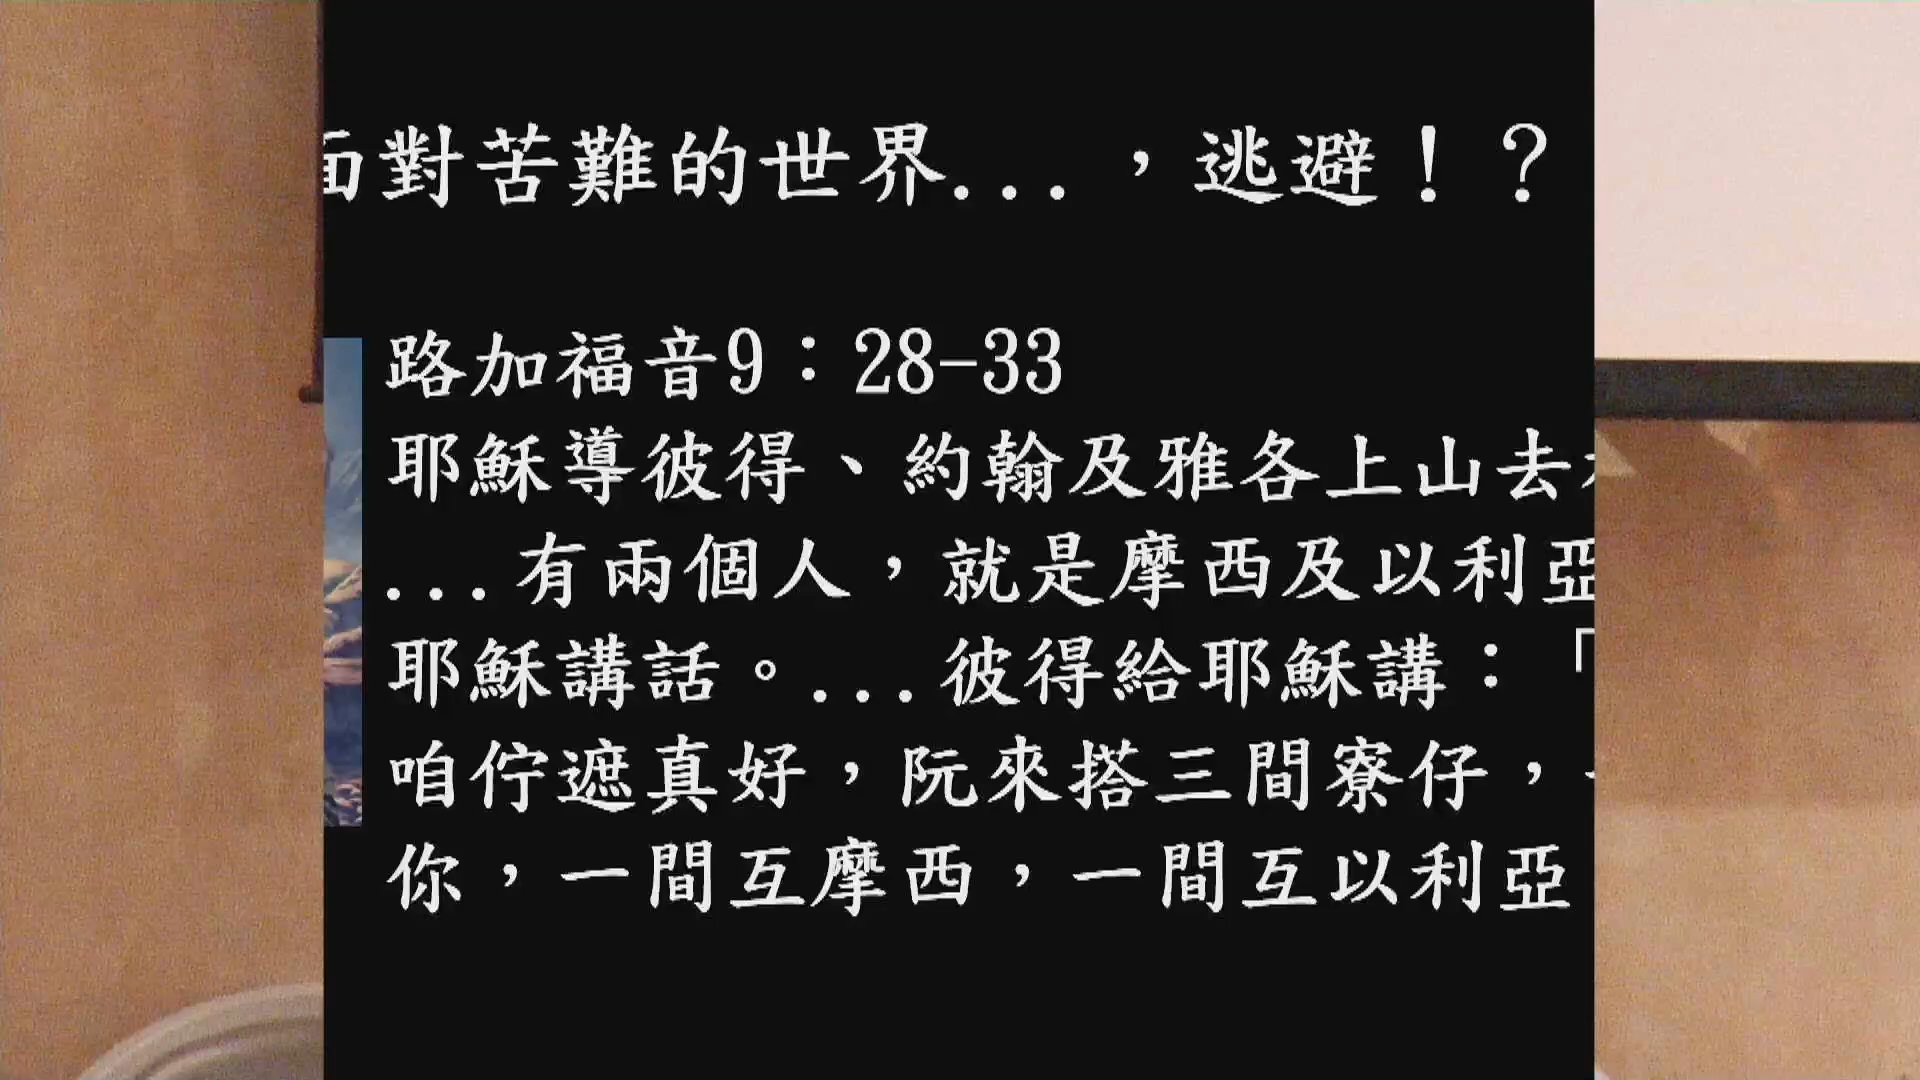 面對苦難的世界...，逃避！？
路加福音9：28-33
耶穌導彼得、約翰及雅各上山去
...有兩個人，就是摩西及以利亞
耶穌講話。...彼得給耶穌講：「
咱佇遮真好，阮來搭三間寮仔，
你，一間互摩西，一間互以利亞